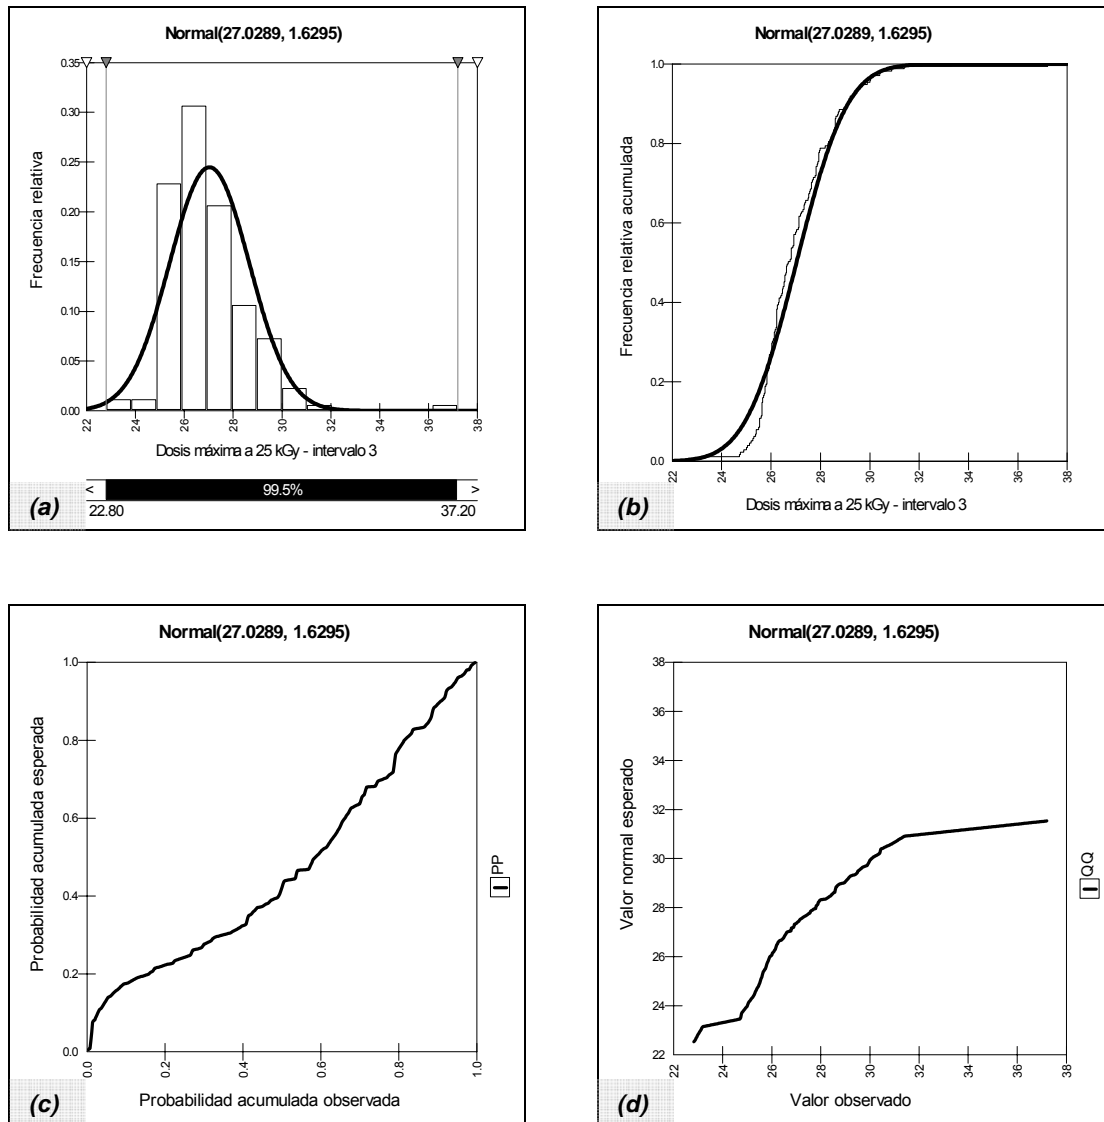 Normal(27.0289, 1.6295)
0.35
0.30
0.25
0.20
0.15
0.10
0.05
0.00
Frecuencia relativa
22 24 26 28 30 32 34 36 38
Dosis máxima a 25 kGy - intervalo 3
< 99.5% >
22.80 37.20
(a)
Normal(27.0289, 1.6295)
1.0
0.8
0.6
0.4
0.2
0.0
Frecuencia relativa acumulada
22 24 26 28 30 32 34 36 38
Dosis máxima a 25 kGy - intervalo 3
(b)
Normal(27.0289, 1.6295)
1.0
0.8
0.6
0.4
0.2
0.0
Probabilidad acumulada esperada
0.0 0.2 0.4 0.6 0.8 1.0
Probabilidad acumulada observada
PP
(c)
Normal(27.0289, 1.6295)
38
36
34
32
30
28
26
24
22
Valor normal esperado
22 24 26 28 30 32 34 36 38
Valor observado
QQ
(d)